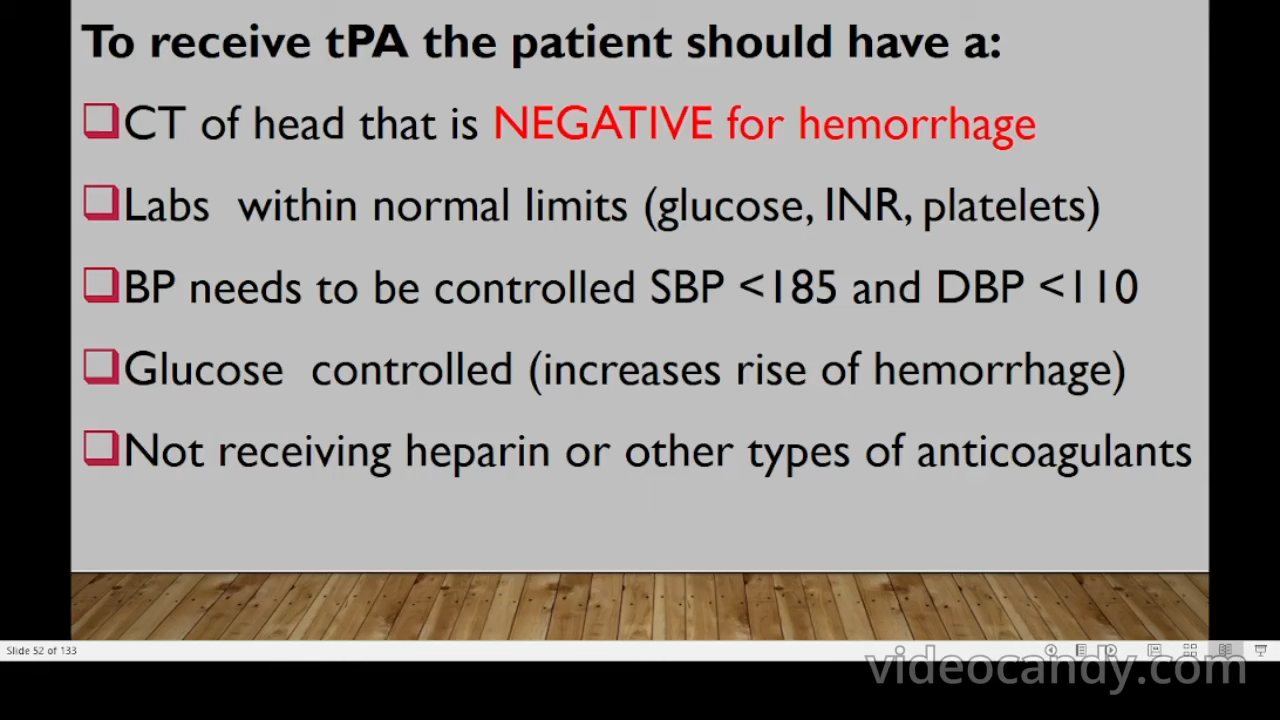 To receive tPA the patient should have a:
CT of head that is NEGATIVE for hemorrhage
Labs within normal limits (glucose, INR, platelets)
BP needs to be controlled SBP <185 and DBP <110
Glucose controlled (increases rise of hemorrhage)
Not receiving heparin or other types of anticoagulants
Slide 52 of 133
videocandy.com